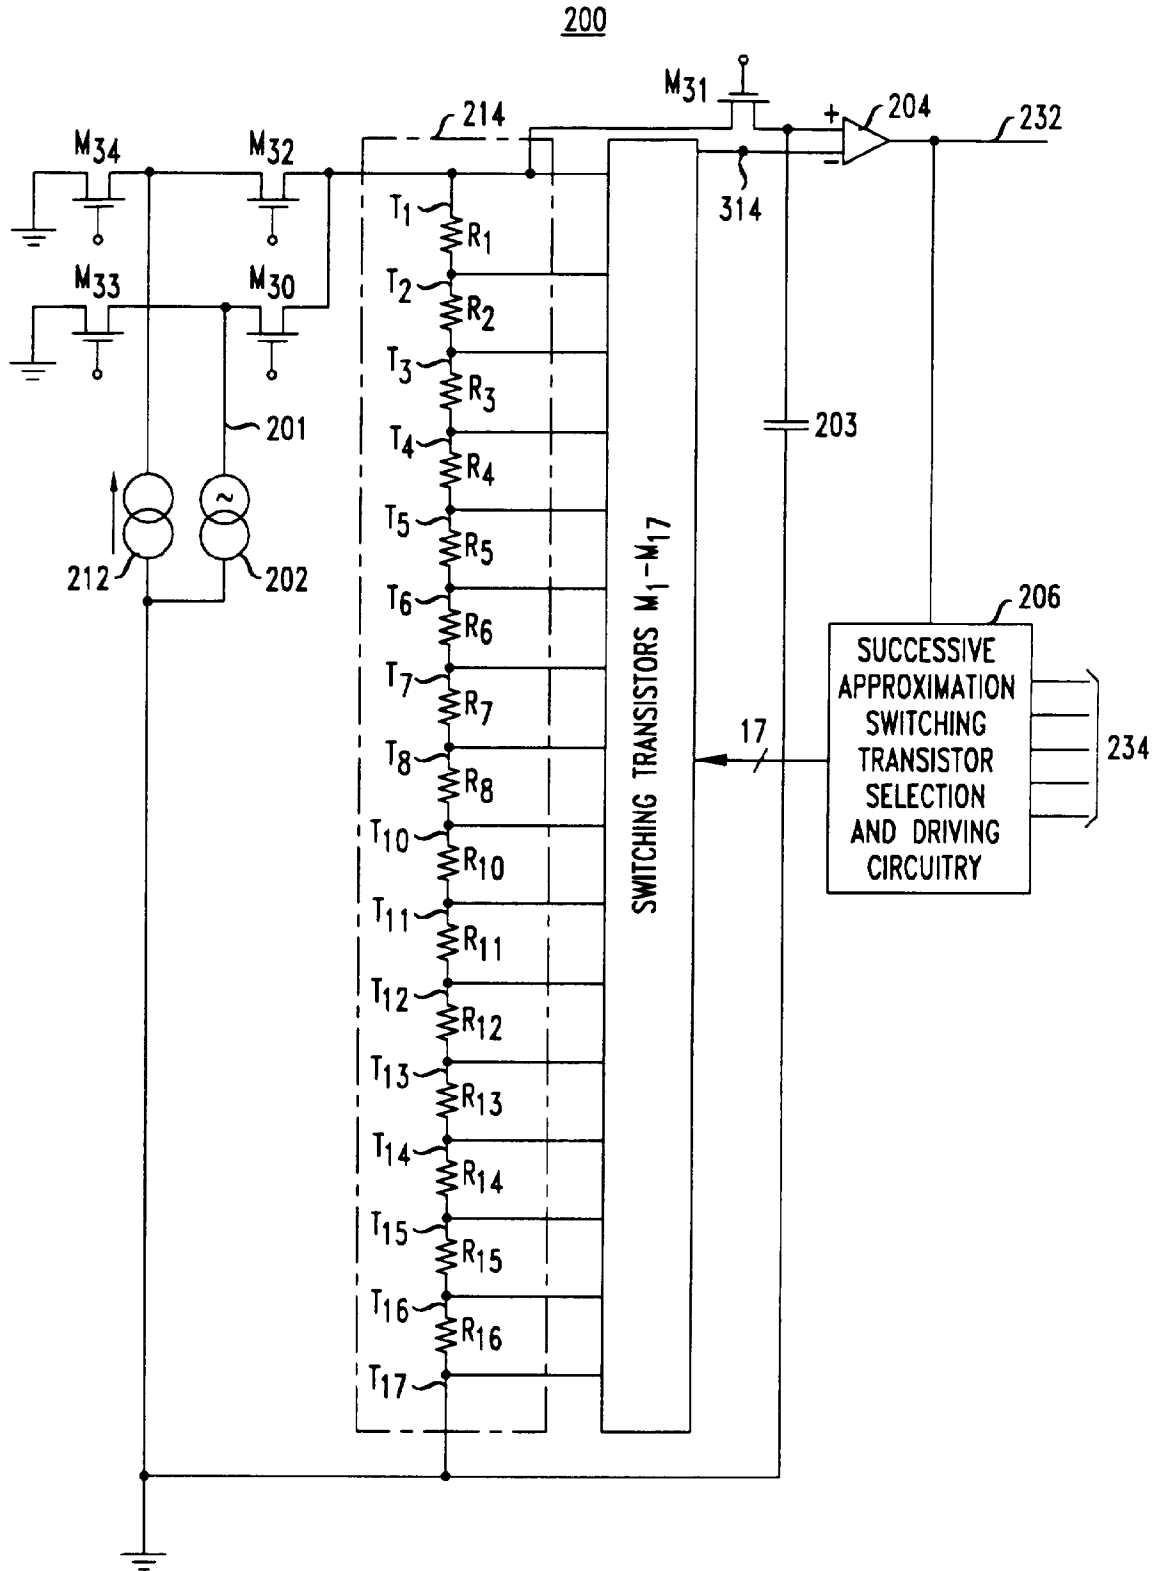 200
M31
+
204
232
214
M34
M32
−
314
T1
R1
M33
M30
T2
R2
T3
R3
201
203
T4
R4
T5
R5
~
212
202
T6
R6
206
T7
R7
T8
R8
T10
R10
T11
R11
T12
R12
T13
R13
T14
R14
T15
R15
T16
R16
T17
SWITCHING TRANSISTORS M1-M17
17
SUCCESSIVE
APPROXIMATION
SWITCHING
TRANSISTOR
SELECTION
AND DRIVING
CIRCUITRY
234